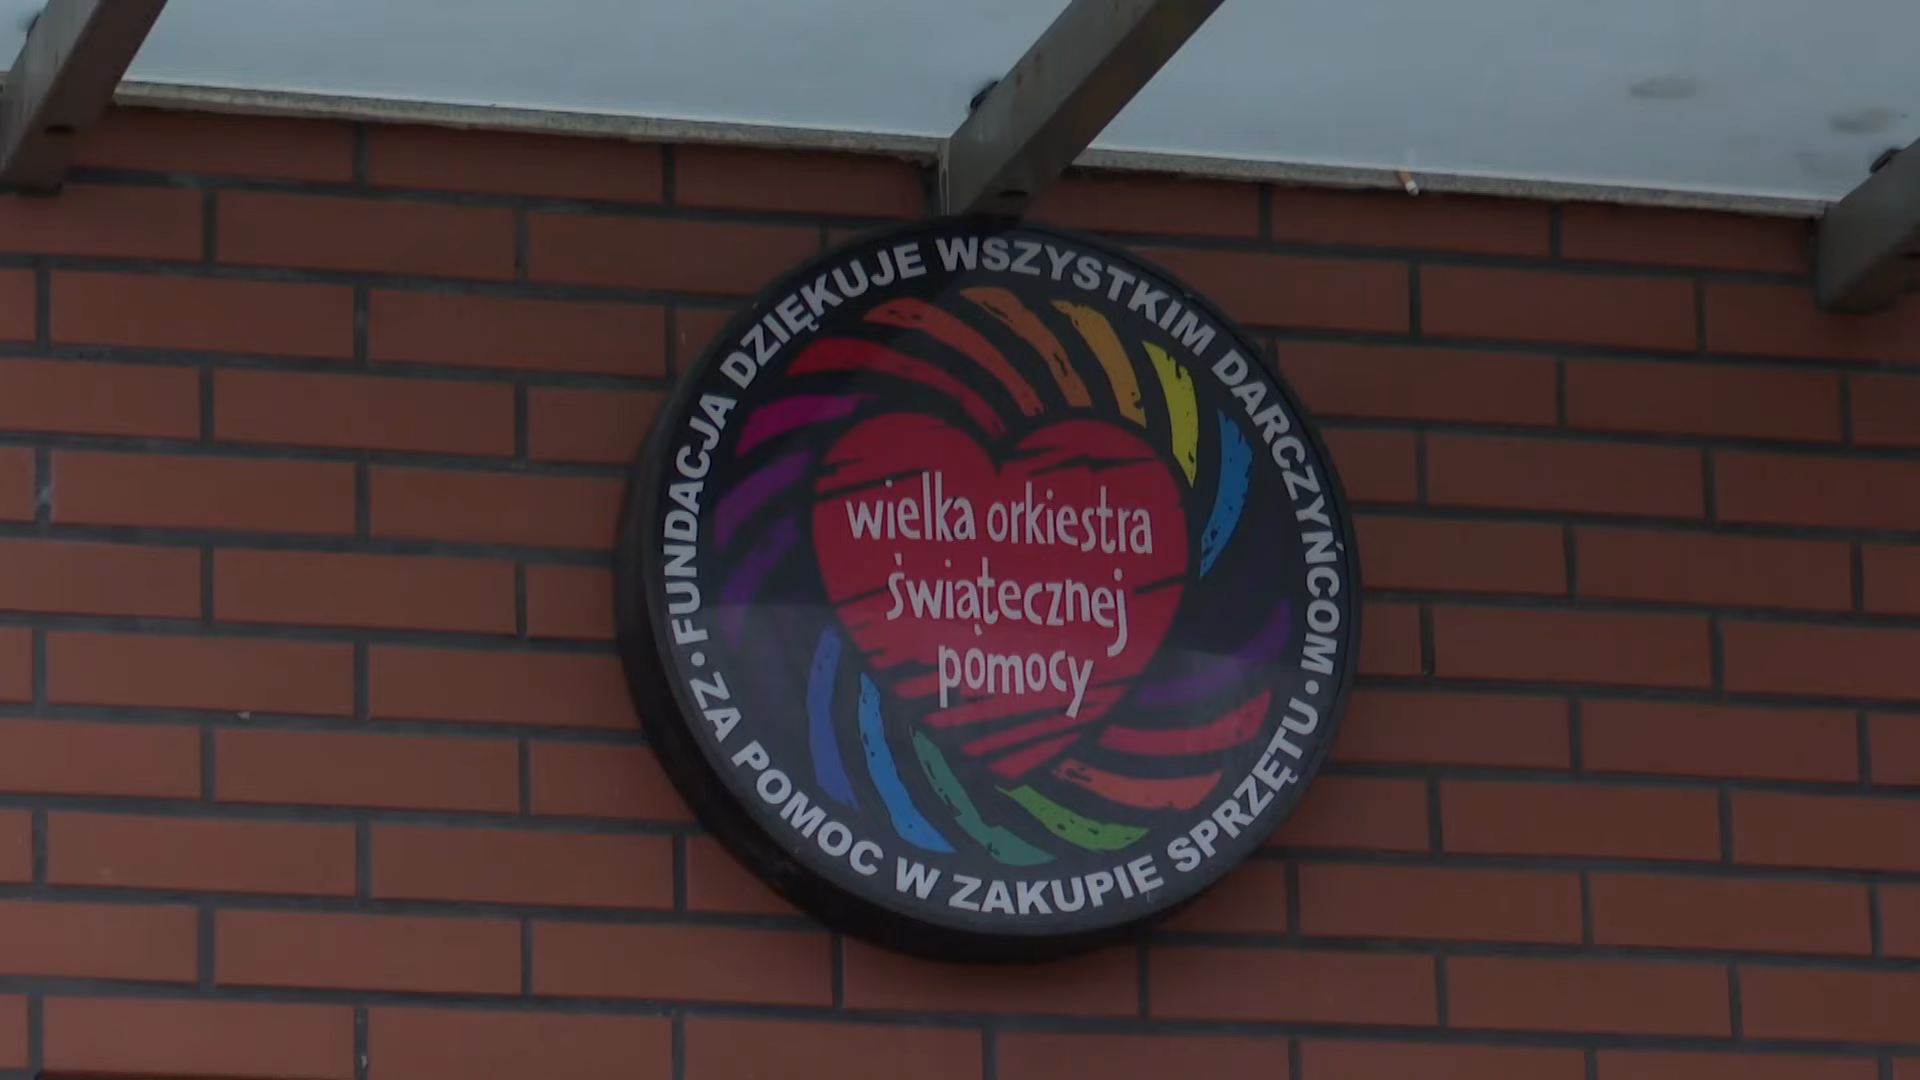 FUNDACJA DZIĘKUJE WSZYSTKIM DARCZYŃCOM
• ZA POMOC W ZAKUPIE SPRZĘTU •
wielka orkiestra
świątecznej
pomocy